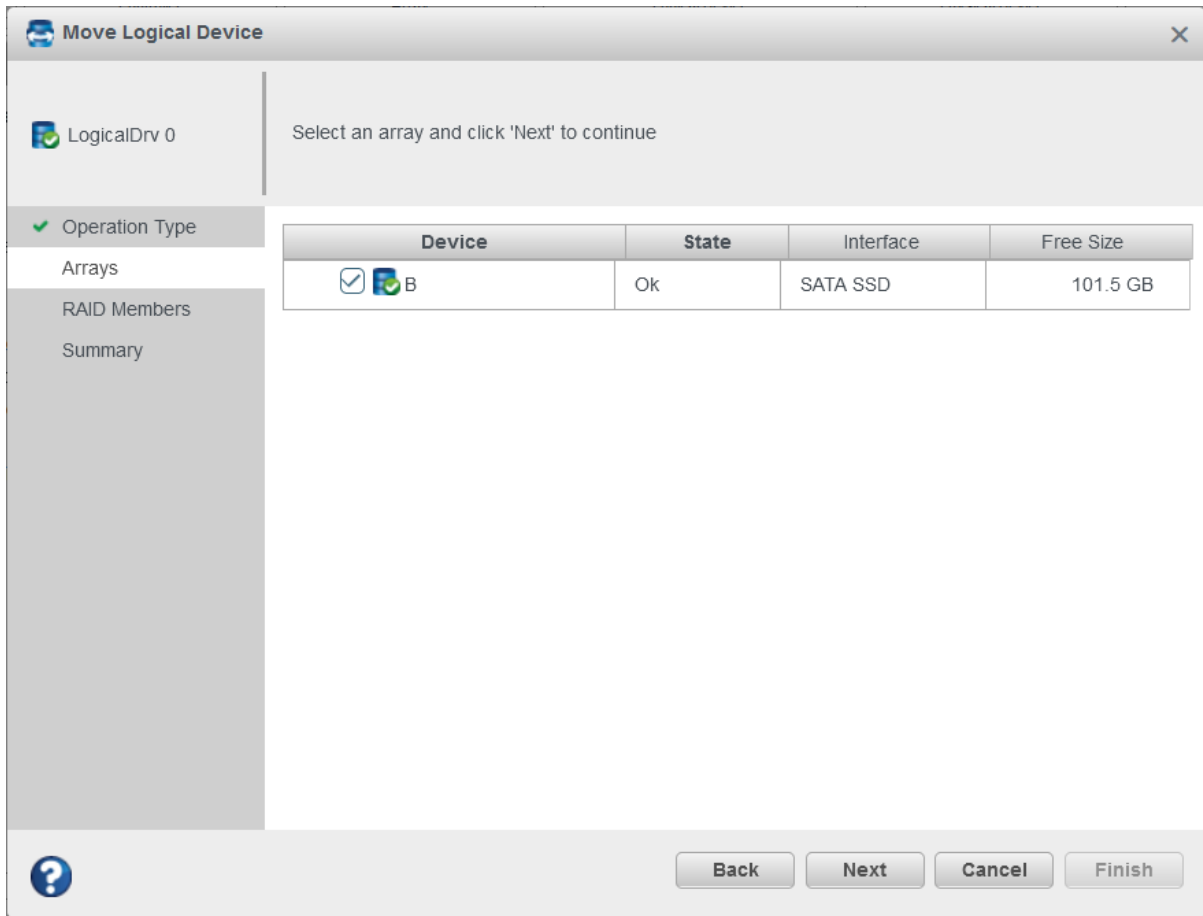 Move Logical Device
LogicalDrv 0
Select an array and click 'Next' to continue
Operation Type
Arrays
RAID Members
Summary
Device State Interface Free Size
B Ok SATA SSD 101.5 GB
? Back Next Cancel Finish